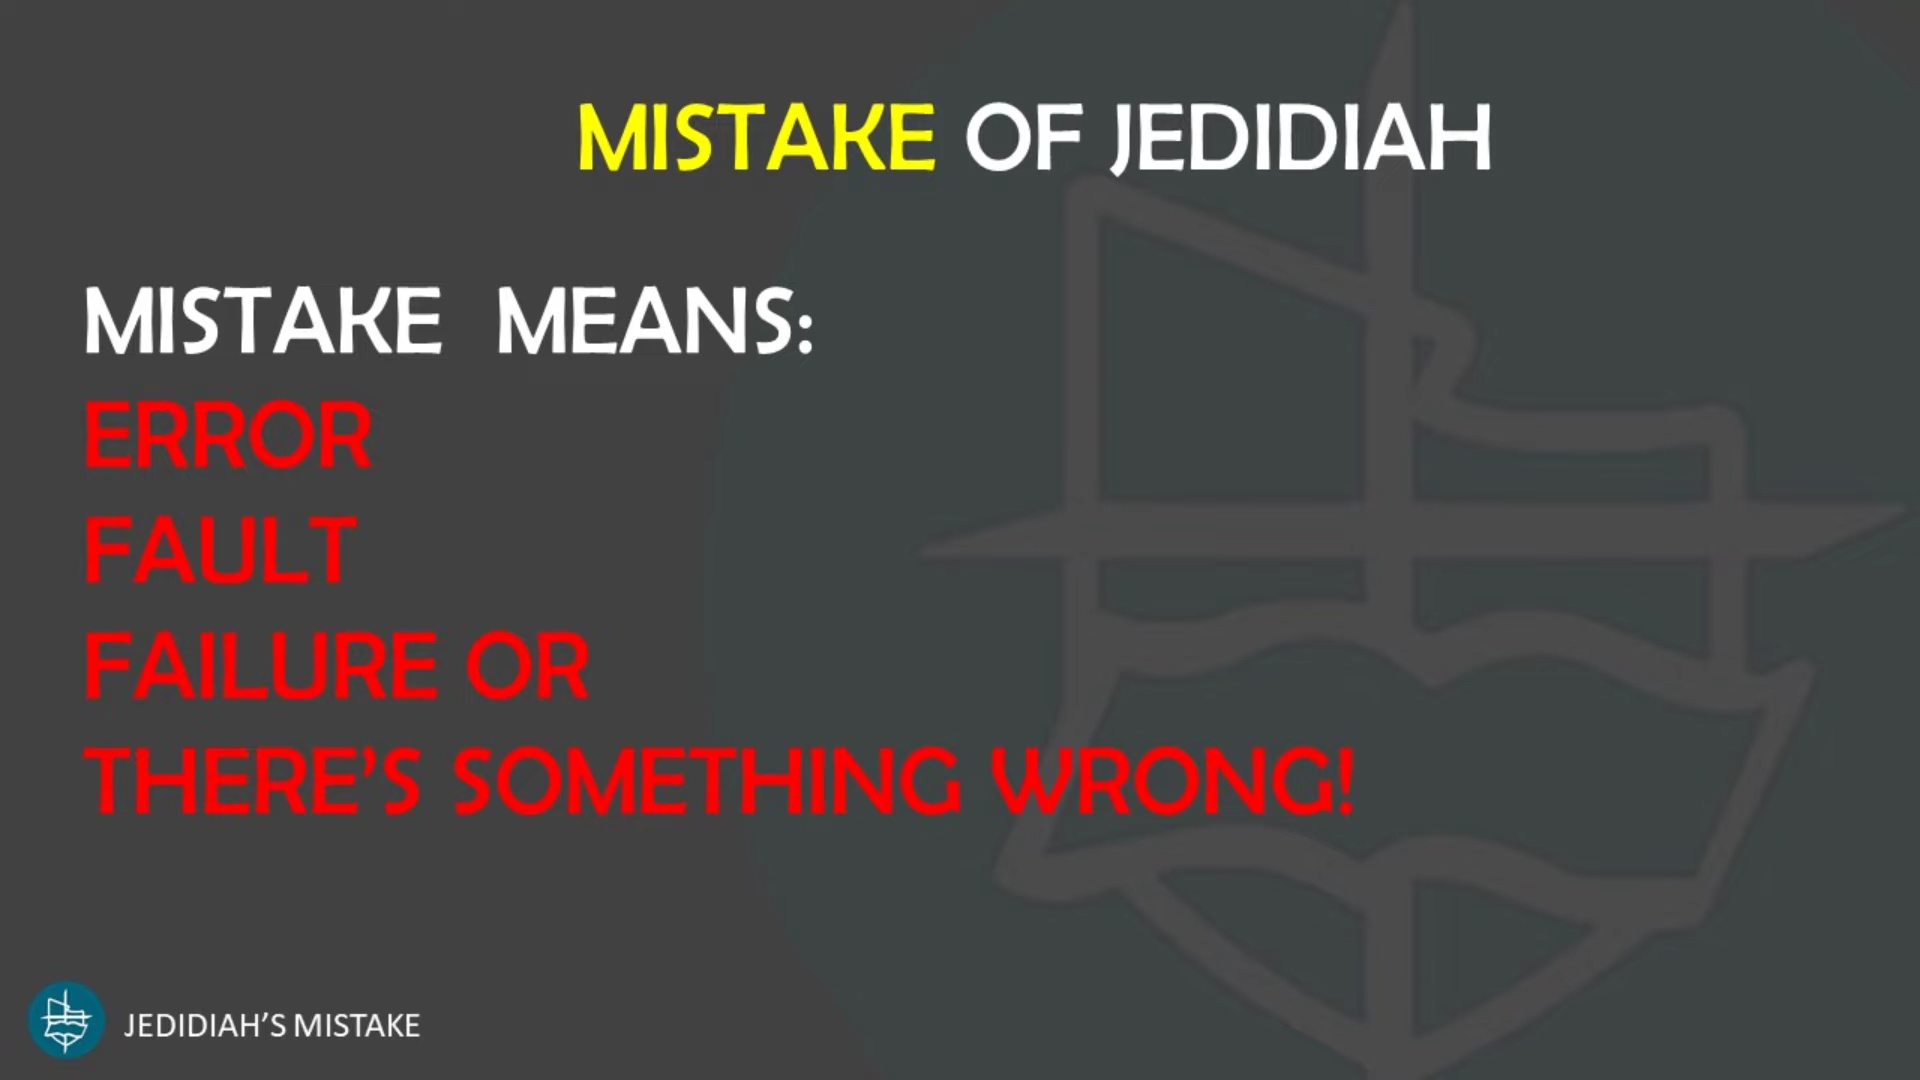 MISTAKE OF JEDIDIAH
MISTAKE MEANS:
ERROR
FAULT
FAILURE OR
THERE’S SOMETHING WRONG!
JEDIDIAH’S MISTAKE